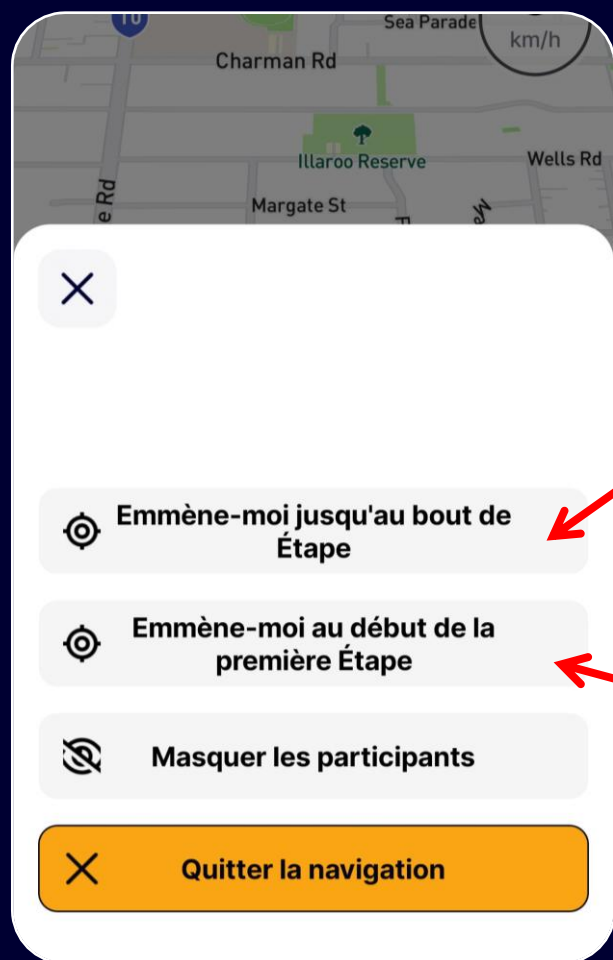 10
Sea Parade
km/h
Charman Rd
Illaroo Reserve
Wells Rd
e Rd
Margate St
Emmène-moi jusqu'au bout de
Étape
Emmène-moi au début de la
première Étape
Masquer les participants
Quitter la navigation